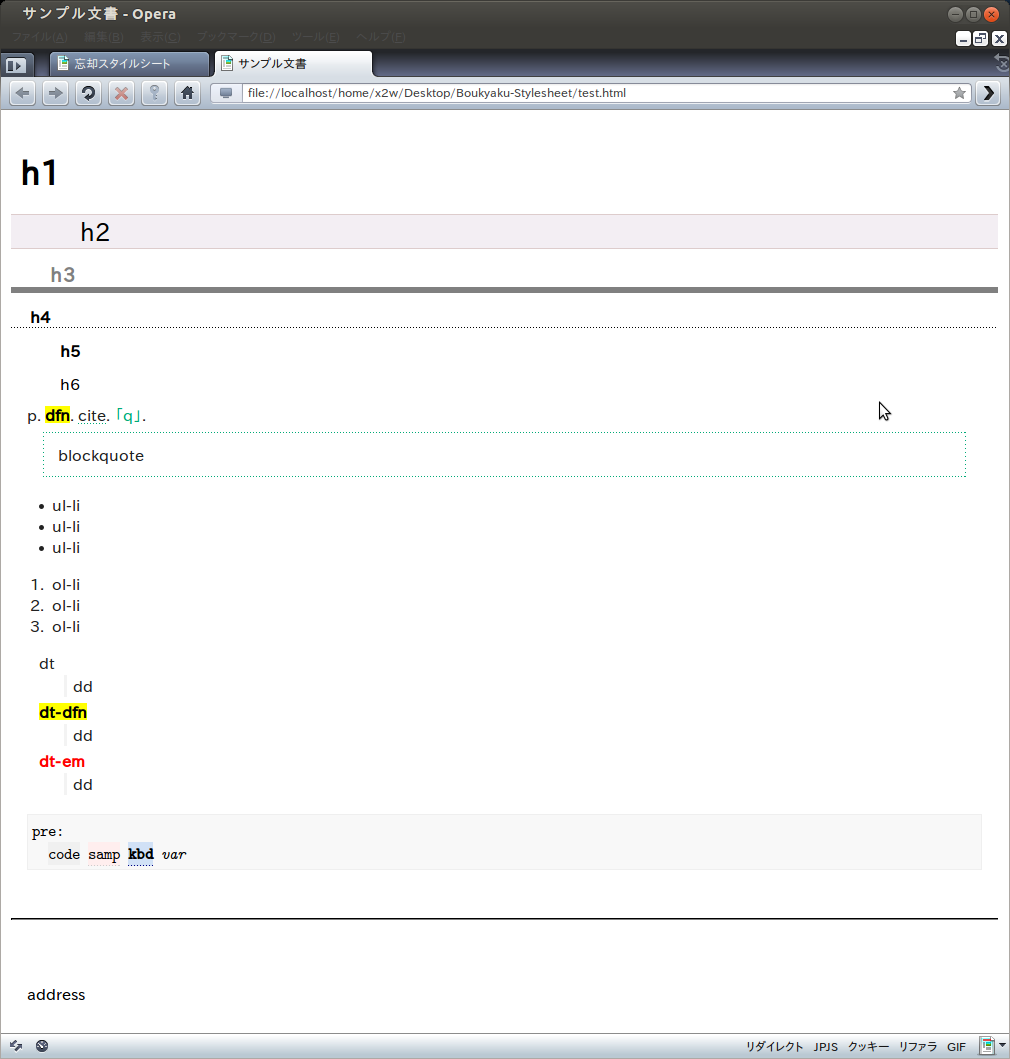 サンプル文書 - Opera
ファイル(A) 編集(B) 表示(C) ブックマーク(D) ツール(E) ヘルプ(F)
忘却スタイルシート サンプル文書
file://localhost/home/x2w/Desktop/Boukyaku-Stylesheet/test.html
h1
h2
h3
h4
h5
h6
p. dfn. cite. 「q」.
blockquote
• ul-li
• ul-li
• ul-li
1. ol-li
2. ol-li
3. ol-li
dt
dd
dt-dfn
dd
dt-em
dd
pre:
code samp kbd var
address
リダイレクト JPJS クッキー リファラ GIF